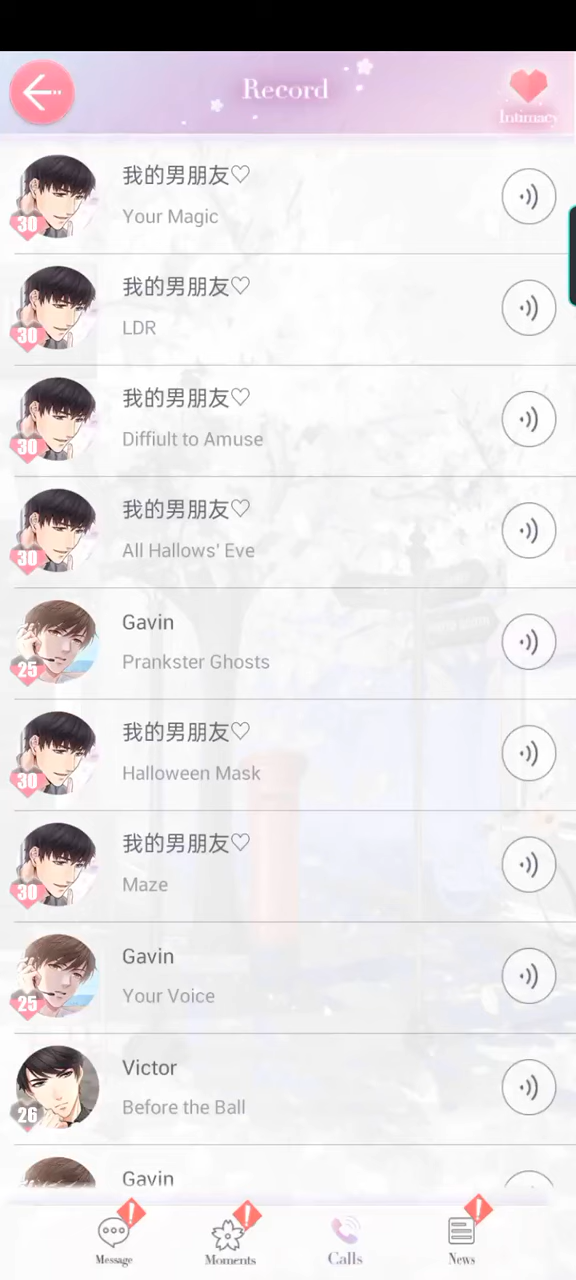 Record
Intimacy
我的男朋友♡
30
Your Magic
我的男朋友♡
30
LDR
我的男朋友♡
30
Diffiult to Amuse
我的男朋友♡
30
All Hallows' Eve
Gavin
25
Prankster Ghosts
我的男朋友♡
30
Halloween Mask
我的男朋友♡
30
Maze
Gavin
25
Your Voice
Victor
26
Before the Ball
Gavin
Message
Moments
Calls
News